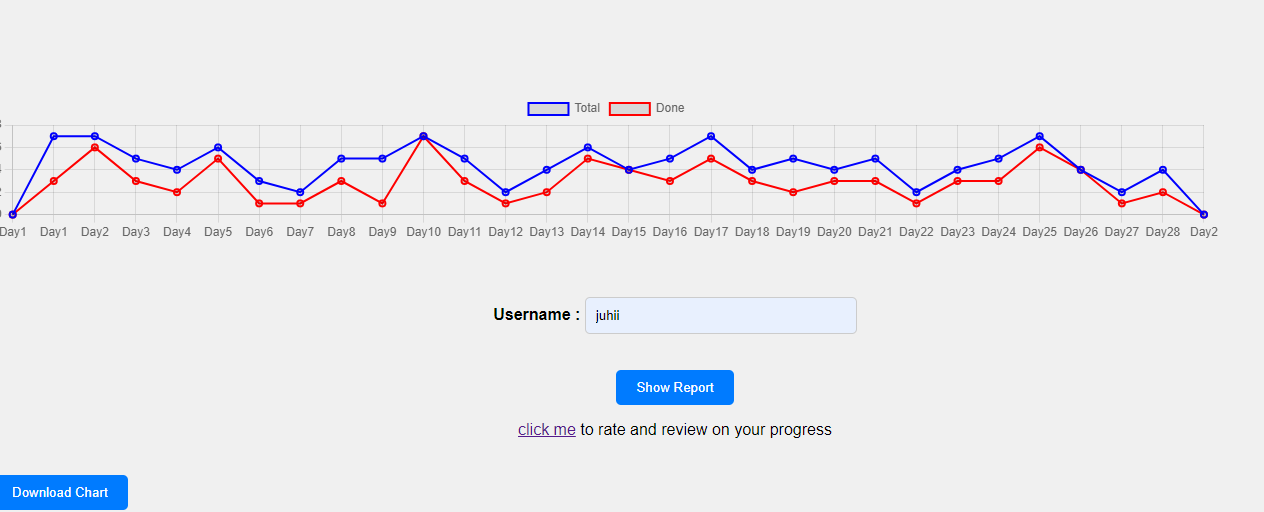 Total Done
Day1 Day1 Day2 Day3 Day4 Day5 Day6 Day7 Day8 Day9 Day10 Day11 Day12 Day13 Day14 Day15 Day16 Day17 Day18 Day19 Day20 Day21 Day22 Day23 Day24 Day25 Day26 Day27 Day28 Day2
Username : juhii
Show Report
click me to rate and review on your progress
Download Chart